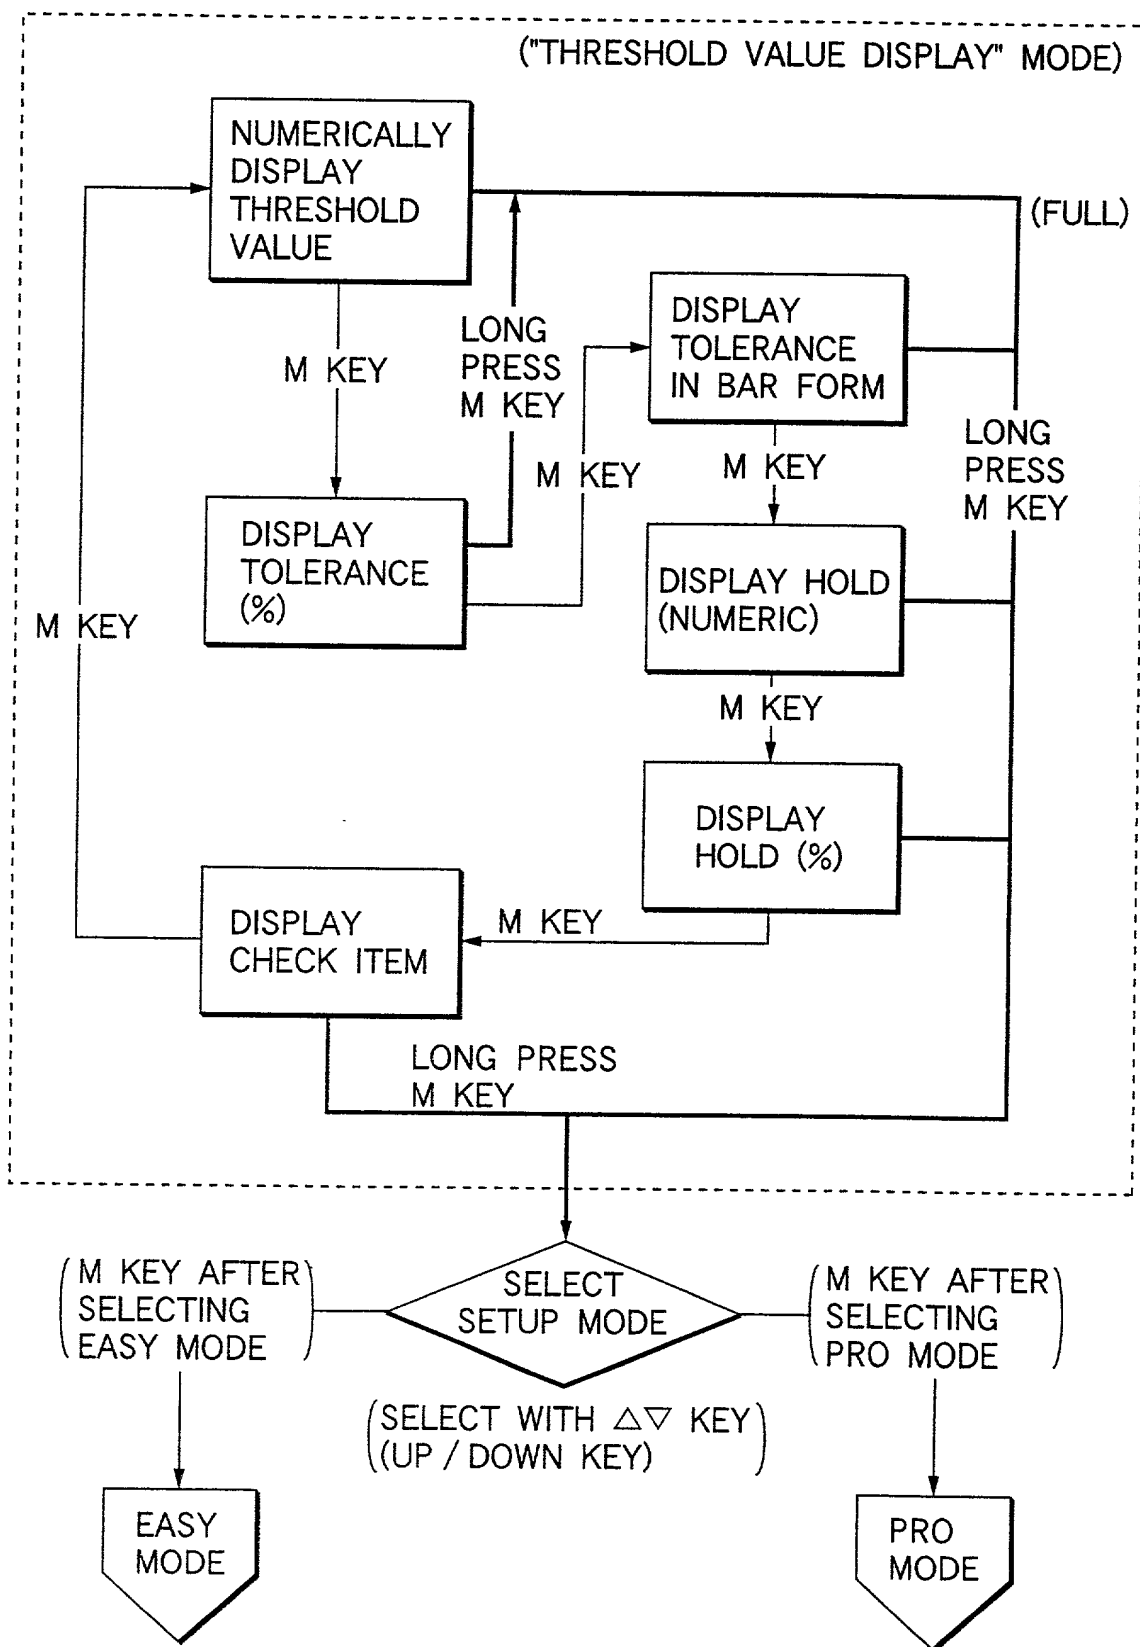 ("THRESHOLD VALUE DISPLAY" MODE)
NUMERICALLY
DISPLAY
THRESHOLD
VALUE
(FULL)
M KEY
LONG
PRESS
M KEY
DISPLAY
TOLERANCE
IN BAR FORM
M KEY
M KEY
LONG
PRESS
M KEY
DISPLAY
TOLERANCE
(%)
DISPLAY HOLD
(NUMERIC)
M KEY
M KEY
DISPLAY
HOLD (%)
M KEY
DISPLAY
CHECK ITEM
LONG PRESS
M KEY
(M KEY AFTER
SELECTING
EASY MODE)
SELECT
SETUP MODE
(M KEY AFTER
SELECTING
PRO MODE)
(SELECT WITH △▽ KEY
(UP / DOWN KEY))
EASY
MODE
PRO
MODE